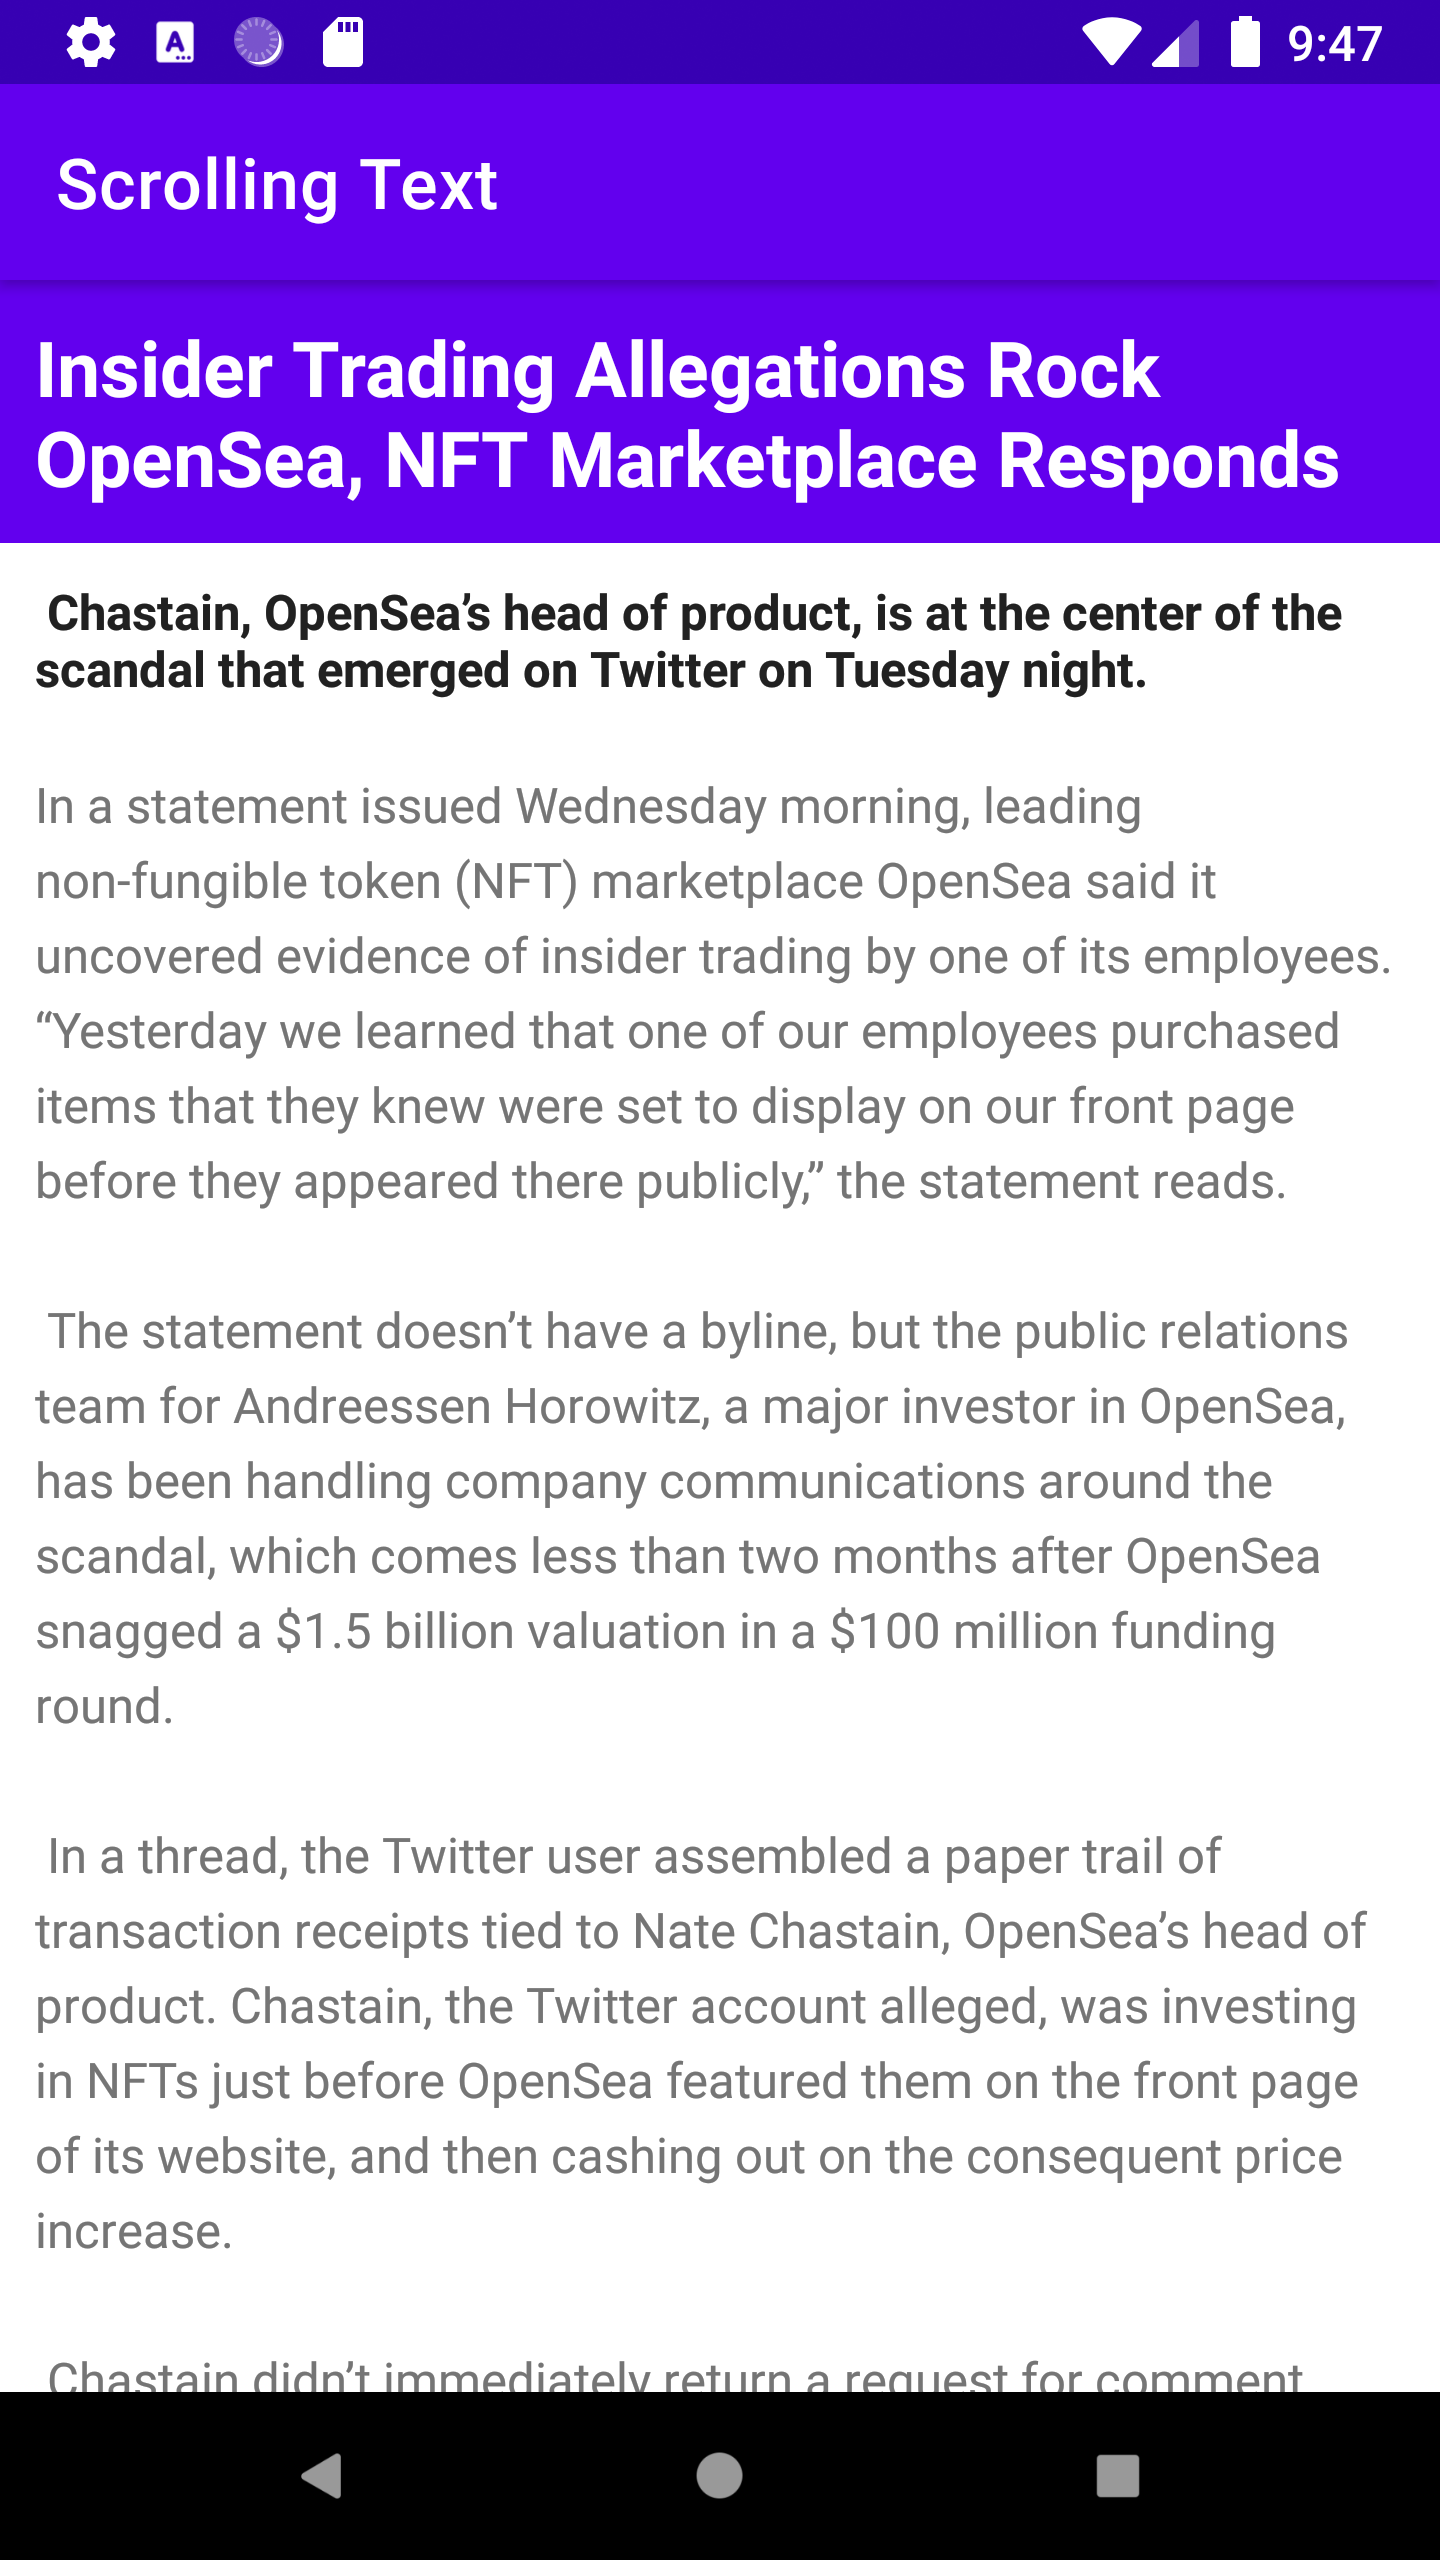 9:47
Scrolling Text
Insider Trading Allegations Rock
OpenSea, NFT Marketplace Responds
Chastain, OpenSea’s head of product, is at the center of the
scandal that emerged on Twitter on Tuesday night.
In a statement issued Wednesday morning, leading
non-fungible token (NFT) marketplace OpenSea said it
uncovered evidence of insider trading by one of its employees.
“Yesterday we learned that one of our employees purchased
items that they knew were set to display on our front page
before they appeared there publicly,” the statement reads.
The statement doesn’t have a byline, but the public relations
team for Andreessen Horowitz, a major investor in OpenSea,
has been handling company communications around the
scandal, which comes less than two months after OpenSea
snagged a $1.5 billion valuation in a $100 million funding
round.
In a thread, the Twitter user assembled a paper trail of
transaction receipts tied to Nate Chastain, OpenSea’s head of
product. Chastain, the Twitter account alleged, was investing
in NFTs just before OpenSea featured them on the front page
of its website, and then cashing out on the consequent price
increase.
Chastain didn’t immediately return a request for comment